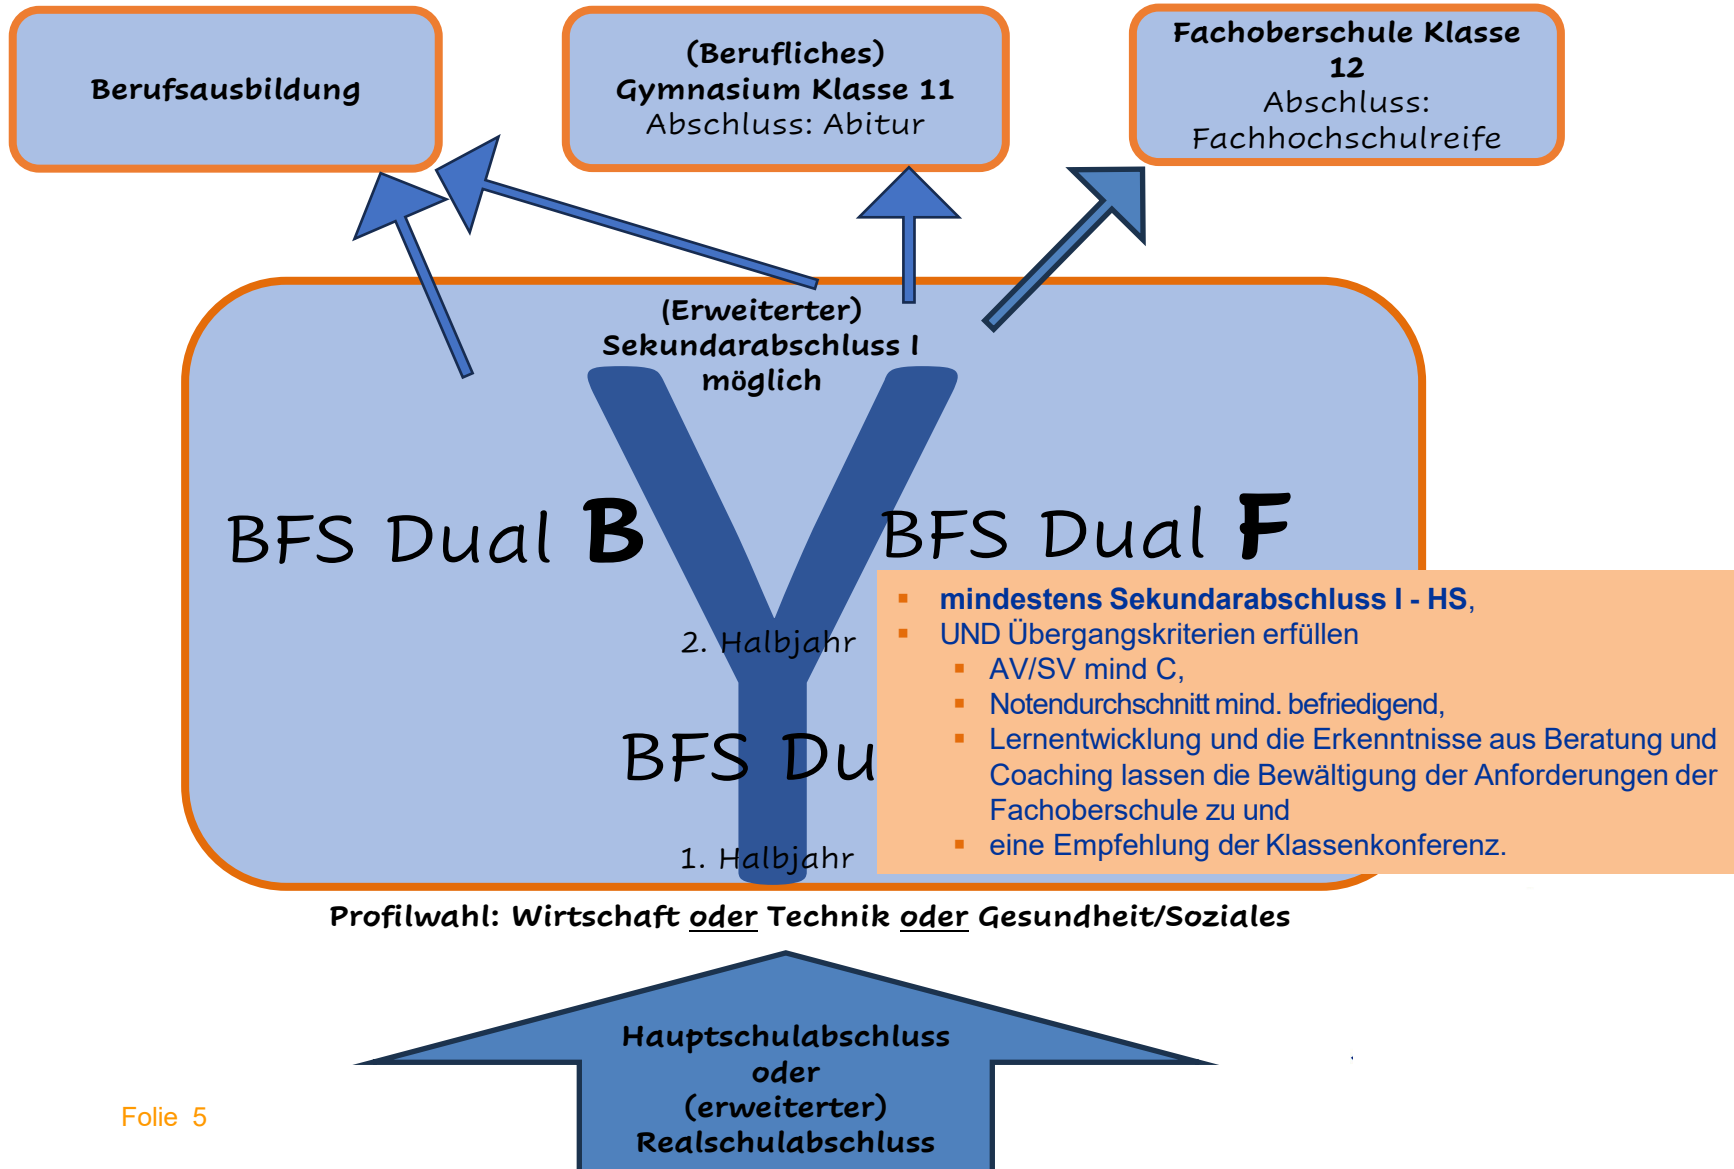 Berufsausbildung
(Berufliches)
Gymnasium Klasse 11
Abschluss: Abitur
Fachoberschule Klasse
12
Abschluss:
Fachhochschulreife
(Erweiterter)
Sekundarabschluss I
möglich
BFS Dual B
BFS Dual F
2. Halbjahr
BFS Du
1. Halbjahr
mindestens Sekundarabschluss I - HS,
UND Übergangskriterien erfüllen
AV/SV mind C,
Notendurchschnitt mind. befriedigend,
Lernentwicklung und die Erkenntnisse aus Beratung und
Coaching lassen die Bewältigung der Anforderungen der
Fachoberschule zu und
eine Empfehlung der Klassenkonferenz.
Profilwahl: Wirtschaft oder Technik oder Gesundheit/Soziales
Hauptschulabschluss
oder
(erweiterter)
Realschulabschluss
Folie 5